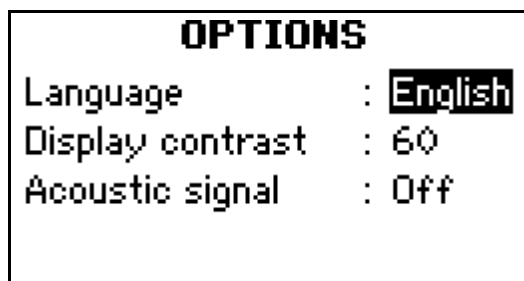 OPTIONS
Language : English
Display contrast : 60
Acoustic signal : Off